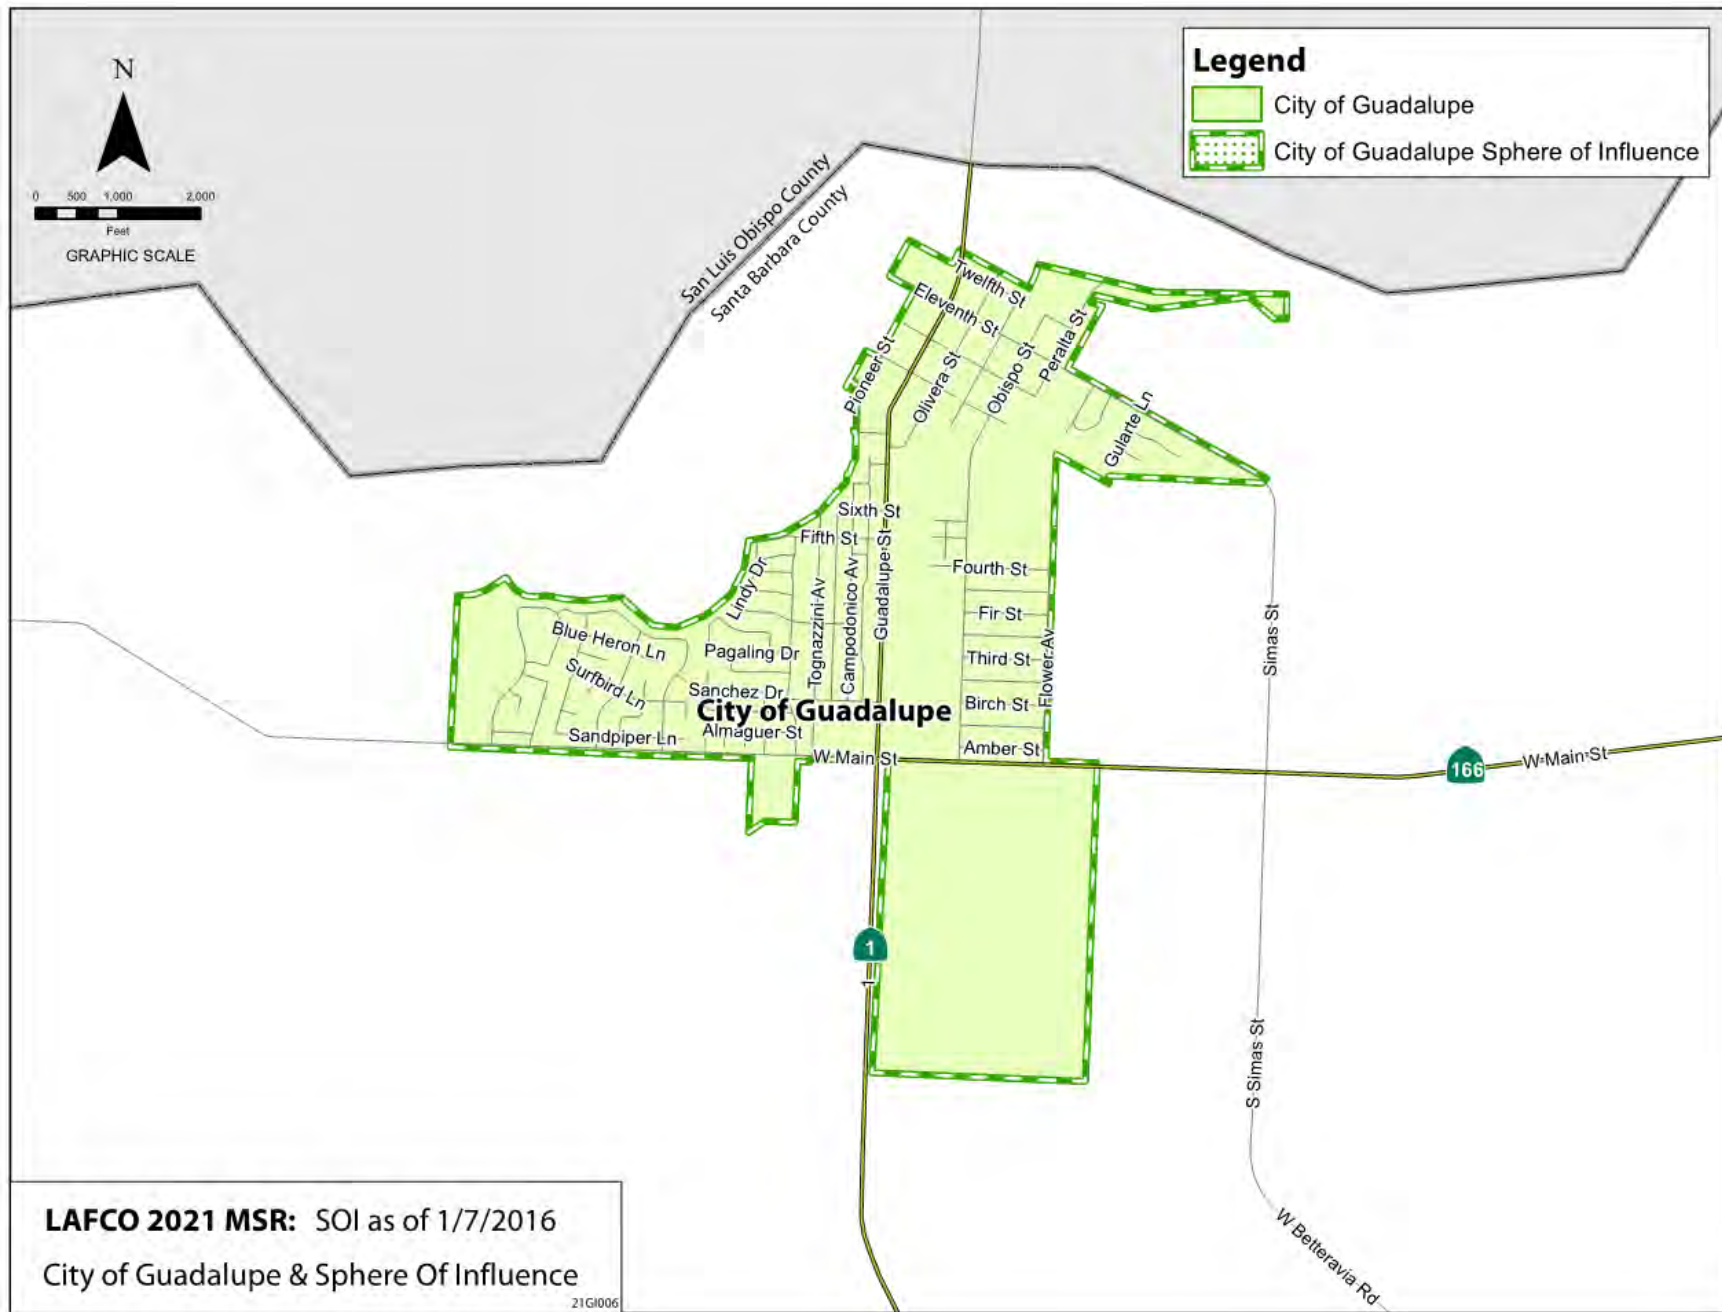 N
0 500 1,000 2,000
Feet
GRAPHIC SCALE
Legend
City of Guadalupe
City of Guadalupe Sphere of Influence
San Luis Obispo County
Santa Barbara County
Twelfth St
Eleventh St
Pioneer St
Olivera St
Obispo St
Peralta St
Gularte Ln
Sixth St
Fifth St
Lindy Dr
Tognazzini Av
Campodonico Av
Guadalupe St
Fourth St
Fir St
Third St
Birch St
Amber St
Flower Av
Simas St
Blue Heron Ln
Surfbird Ln
Pagaling Dr
Sanchez Dr
City of Guadalupe
Almaguer St
Sandpiper Ln
W Main St
166
W Main St
1
1
S Simas St
W Betteravia Rd
LAFCO 2021 MSR: SOI as of 1/7/2016
City of Guadalupe & Sphere Of Influence
21GI006